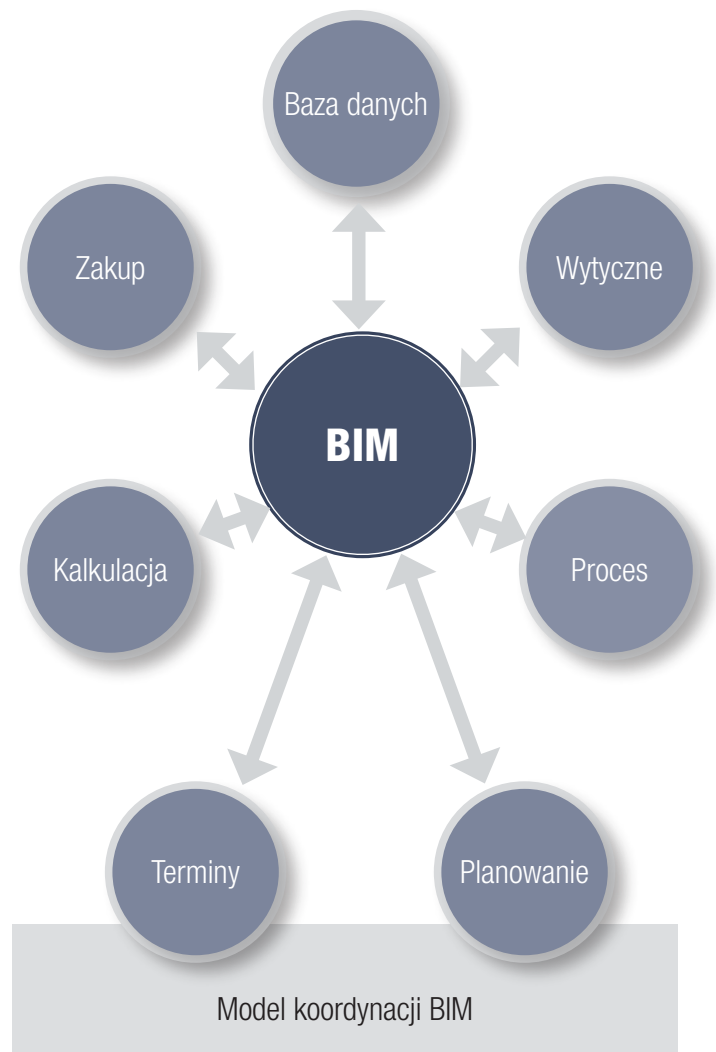 Baza danych
Zakup
Wytyczne
BIM
Kalkulacja
Proces
Terminy
Planowanie
Model koordynacji BIM